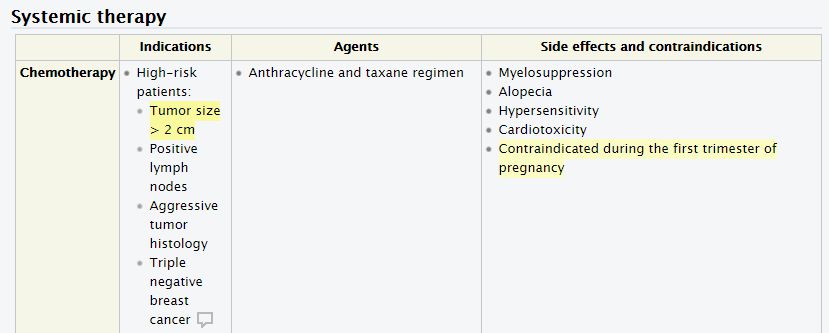 Systemic therapy
Indications Agents Side effects and contraindications
Chemotherapy
High-risk
patients:
Tumor size
> 2 cm
Positive
lymph
nodes
Aggressive
tumor
histology
Triple
negative
breast
cancer
Anthracycline and taxane regimen
Myelosuppression
Alopecia
Hypersensitivity
Cardiotoxicity
Contraindicated during the first trimester of
pregnancy